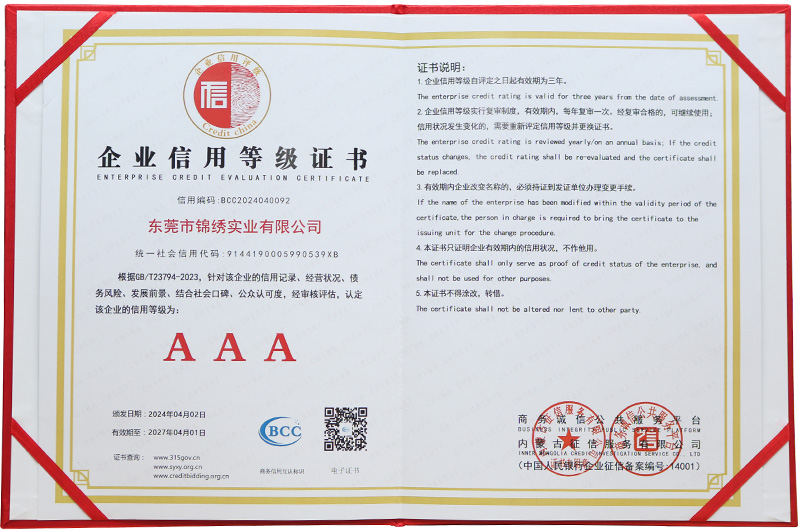 企业信用评级
信
Credit china
企业信用等级证书
ENTERPRISE CREDIT EVALUATION CERTIFICATE
信用编码:BCC2024040092
东莞市锦绣实业有限公司
统一社会信用代码:9144190005990539XB
根据GB/T23794-2023,针对该企业的信用记录、经营状况、债
务风险、发展前景、结合社会口碑、公众认可度,经审核评估,认定
该企业的信用等级为:
AAA
颁发日期:2024年04月02日
有效期至:2027年04月01日
证书查询:www.315gov.cn
www.syxy.org.cn
www.creditbidding.org.cn
BCC
商务信用互认标识
电子证书
证书说明:
1. 企业信用等级自评定之日起有效期为三年。
The enterprise credit rating is valid for three years from the date of assessment.
2. 企业信用等级实行复审制度,有效期内,每年复审一次。经复审合格的,可继续使用;
信用状况发生变化的,需要重新评定信用等级并更换证书。
The enterprise credit rating is reviewed yearly/on an annual basis; If the credit
status changes, the credit rating shall be re-evaluated and the certificate shall
be replaced.
3. 有效期内企业改变名称的,必须持证到发证单位办理变更手续。
If the name of the enterprise has been modified within the validity period of the
certificate, the person in charge is required to bring the certificate to the
issuing unit for the change procedure.
4. 本证书只证明企业有效期内的信用状况,不作他用。
The certificate shall only serve as proof of credit status of the enterprise, and
shall not be used for other purposes.
5. 本证书不得涂改,转借。
The certificate shall not be altered nor lent to other party.
商务诚信公共服务平台
BUSINESS INTEGRITY PUBLIC SERVICE PLATFORM
内蒙古征信服务有限公司
INNER MONGOLIA CREDIT INVESTIGATION SERVICE CO., LTD
(中国人民银行企业征信备案编号:14001)